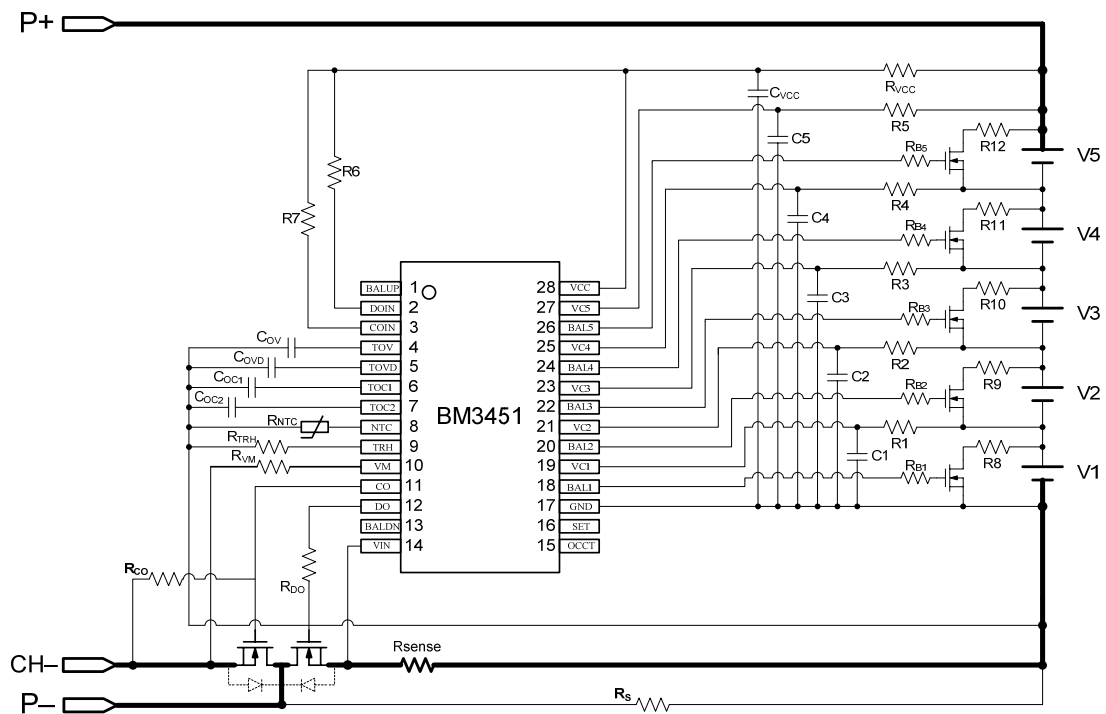 P+
RVCC
CVCC
R5
C5
R12
RB5
V5
R6
R4
R7
C4
R11
RB4
V4
R3
C3
R10
RB3
V3
BALUP 1 28 VCC
DOIN 2 27 VC5
COIN 3 26 BAL5
COV TOV 4 25 VC4
COVD TOVD 5 24 BAL4
COC1 TOC1 6 23 VC3
COC2 TOC2 7 22 BAL3
RNTC NTC 8 21 VC2
RTRH TRH 9 20 BAL2
RVM VM 10 19 VC1
CO 11 18 BAL1
DO 12 17 GND
BALDN 13 16 SET
VIN 14 15 OCCT
BM3451
R2
C2
R9
RB2
V2
R1
C1
R8
RB1
V1
RCO
RDO
Rsense
CH–
RS
P–